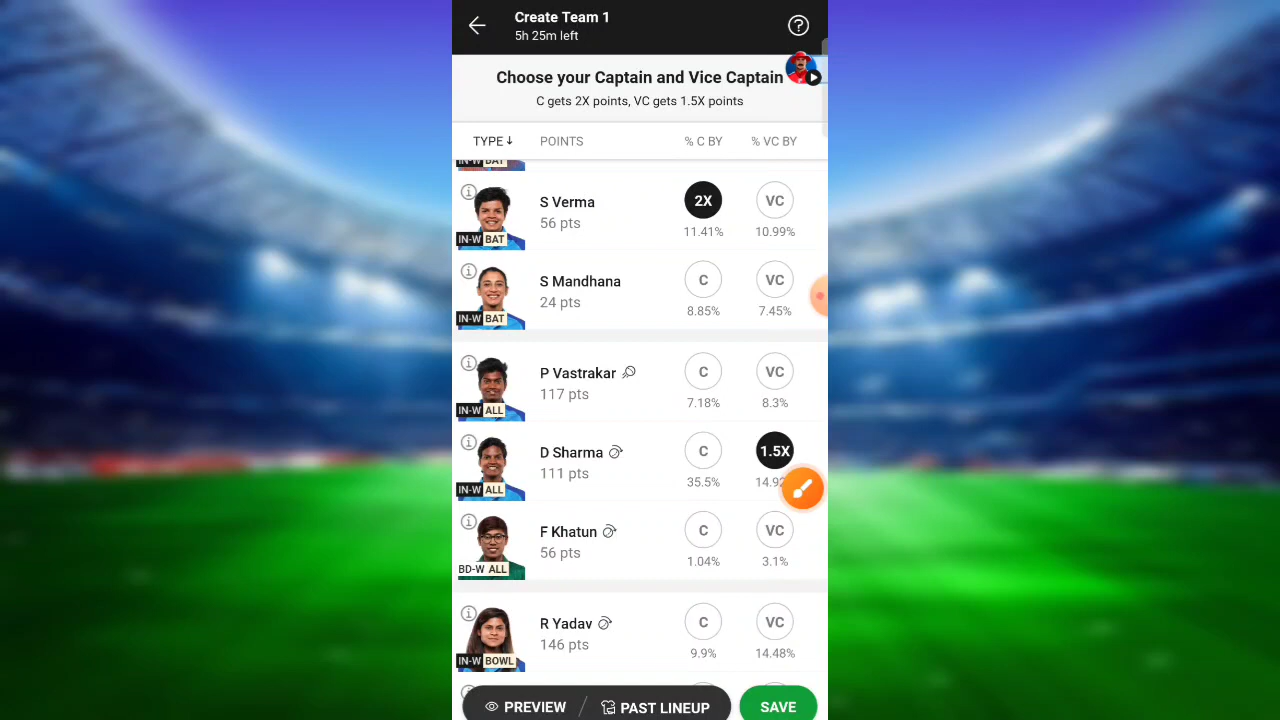 Create Team 1
5h 25m left
Choose your Captain and Vice Captain
C gets 2X points, VC gets 1.5X points
TYPE↓ POINTS % C BY % VC BY
IN-W BAT
S Verma 2X VC
56 pts
11.41% 10.99%
IN-W BAT
S Mandhana C VC
24 pts
8.85% 7.45%
IN-W BAT
P Vastrakar C VC
117 pts
7.18% 8.3%
IN-W ALL
D Sharma C 1.5X
111 pts
35.5% 14.92
IN-W ALL
F Khatun C VC
56 pts
1.04% 3.1%
BD-W ALL
R Yadav C VC
146 pts
9.9% 14.48%
IN-W BOWL
PREVIEW / PAST LINEUP SAVE